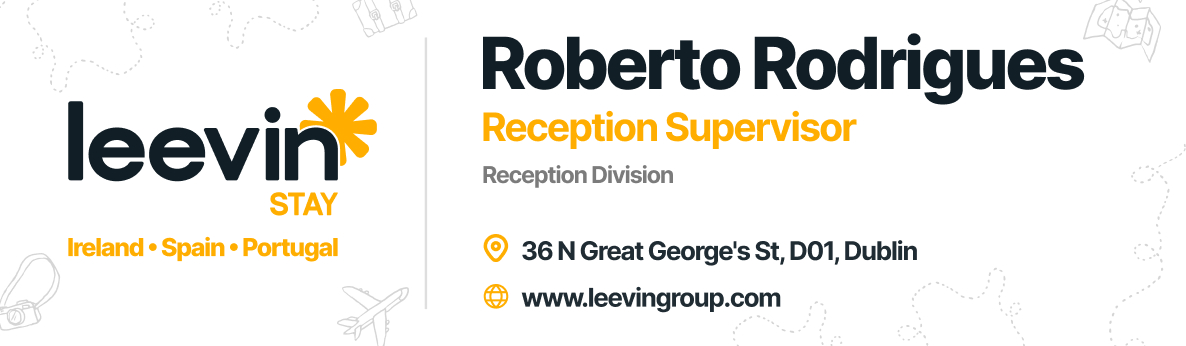 leevin
STAY
Ireland • Spain • Portugal
Roberto Rodrigues
Reception Supervisor
Reception Division
36 N Great George's St, D01, Dublin
www.leevingroup.com